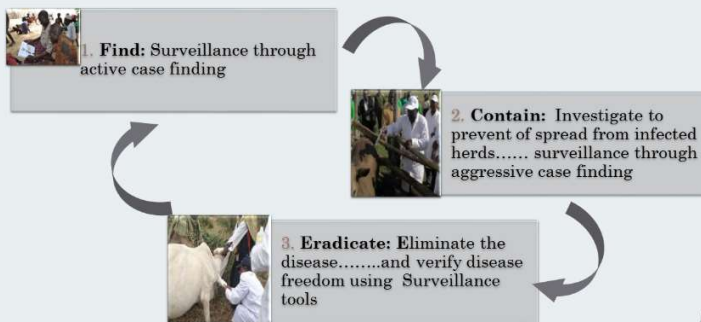 1. Find: Surveillance through
active case finding
2. Contain: Investigate to
prevent of spread from infected
herds...... surveillance through
aggressive case finding
3. Eradicate: Eliminate the
disease........and verify disease
freedom using Surveillance
tools